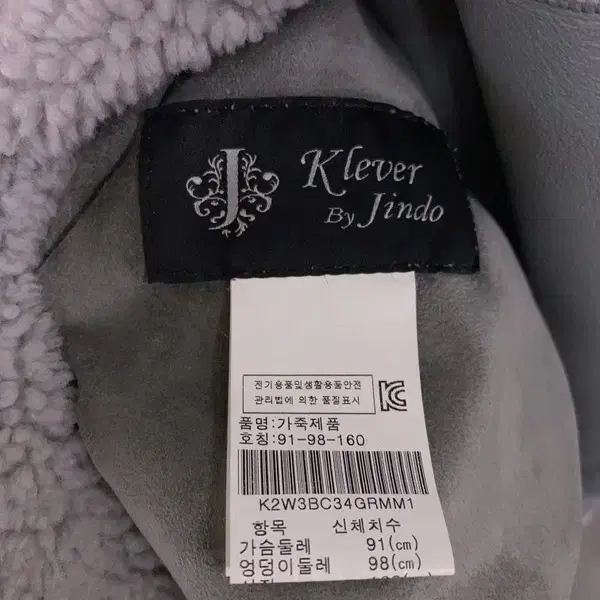 J
Klever
By Jindo
전기용품및생활용품안전
관리법에 의한 품질표시
품명:가죽제품
호칭:91-98-160
K2W3BC34GRMM1
항목 신체치수
가슴둘레 91(cm)
엉덩이둘레 98(cm)